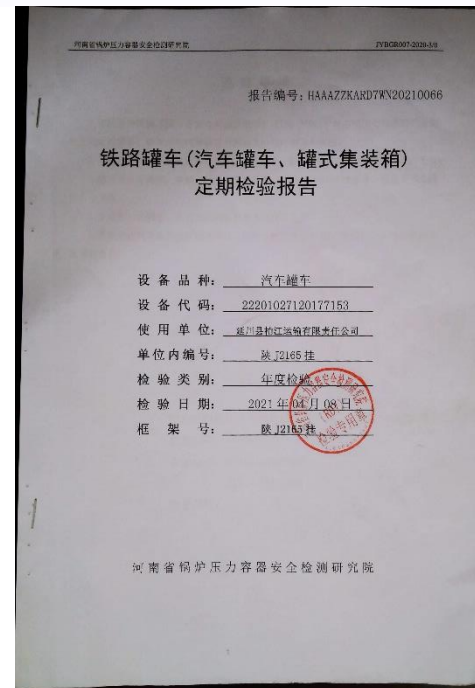 河南省锅炉压力容器安全检测研究院 JYBGR007-2020-3/0
报告编号：HAAAZZKARD7WN20210066
铁路罐车(汽车罐车、罐式集装箱)
定期检验报告
设备品种： 汽车罐车
设备代码： 22201027120177153
使用单位： 延川县柏江运输有限责任公司
单位内编号： 陕J2165挂
检验类别： 年度检验
检验日期： 2021年04月08日
框架号： 陕J2165挂
检验专用章
河南省锅炉压力容器安全检测研究院